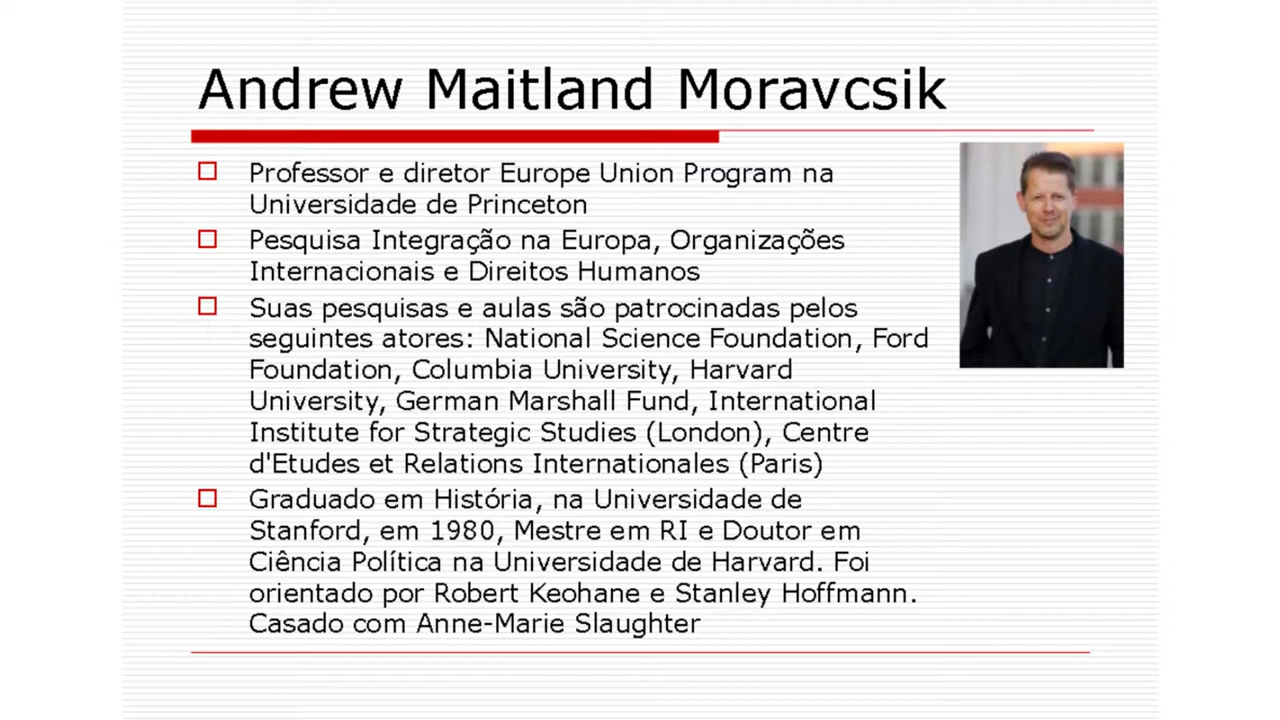 Andrew Maitland Moravcsik
Professor e diretor Europe Union Program na
Universidade de Princeton
Pesquisa Integração na Europa, Organizações
Internacionais e Direitos Humanos
Suas pesquisas e aulas são patrocinadas pelos
seguintes atores: National Science Foundation, Ford
Foundation, Columbia University, Harvard
University, German Marshall Fund, International
Institute for Strategic Studies (London), Centre
d'Etudes et Relations Internationales (Paris)
Graduado em História, na Universidade de
Stanford, em 1980, Mestre em RI e Doutor em
Ciência Política na Universidade de Harvard. Foi
orientado por Robert Keohane e Stanley Hoffmann.
Casado com Anne-Marie Slaughter